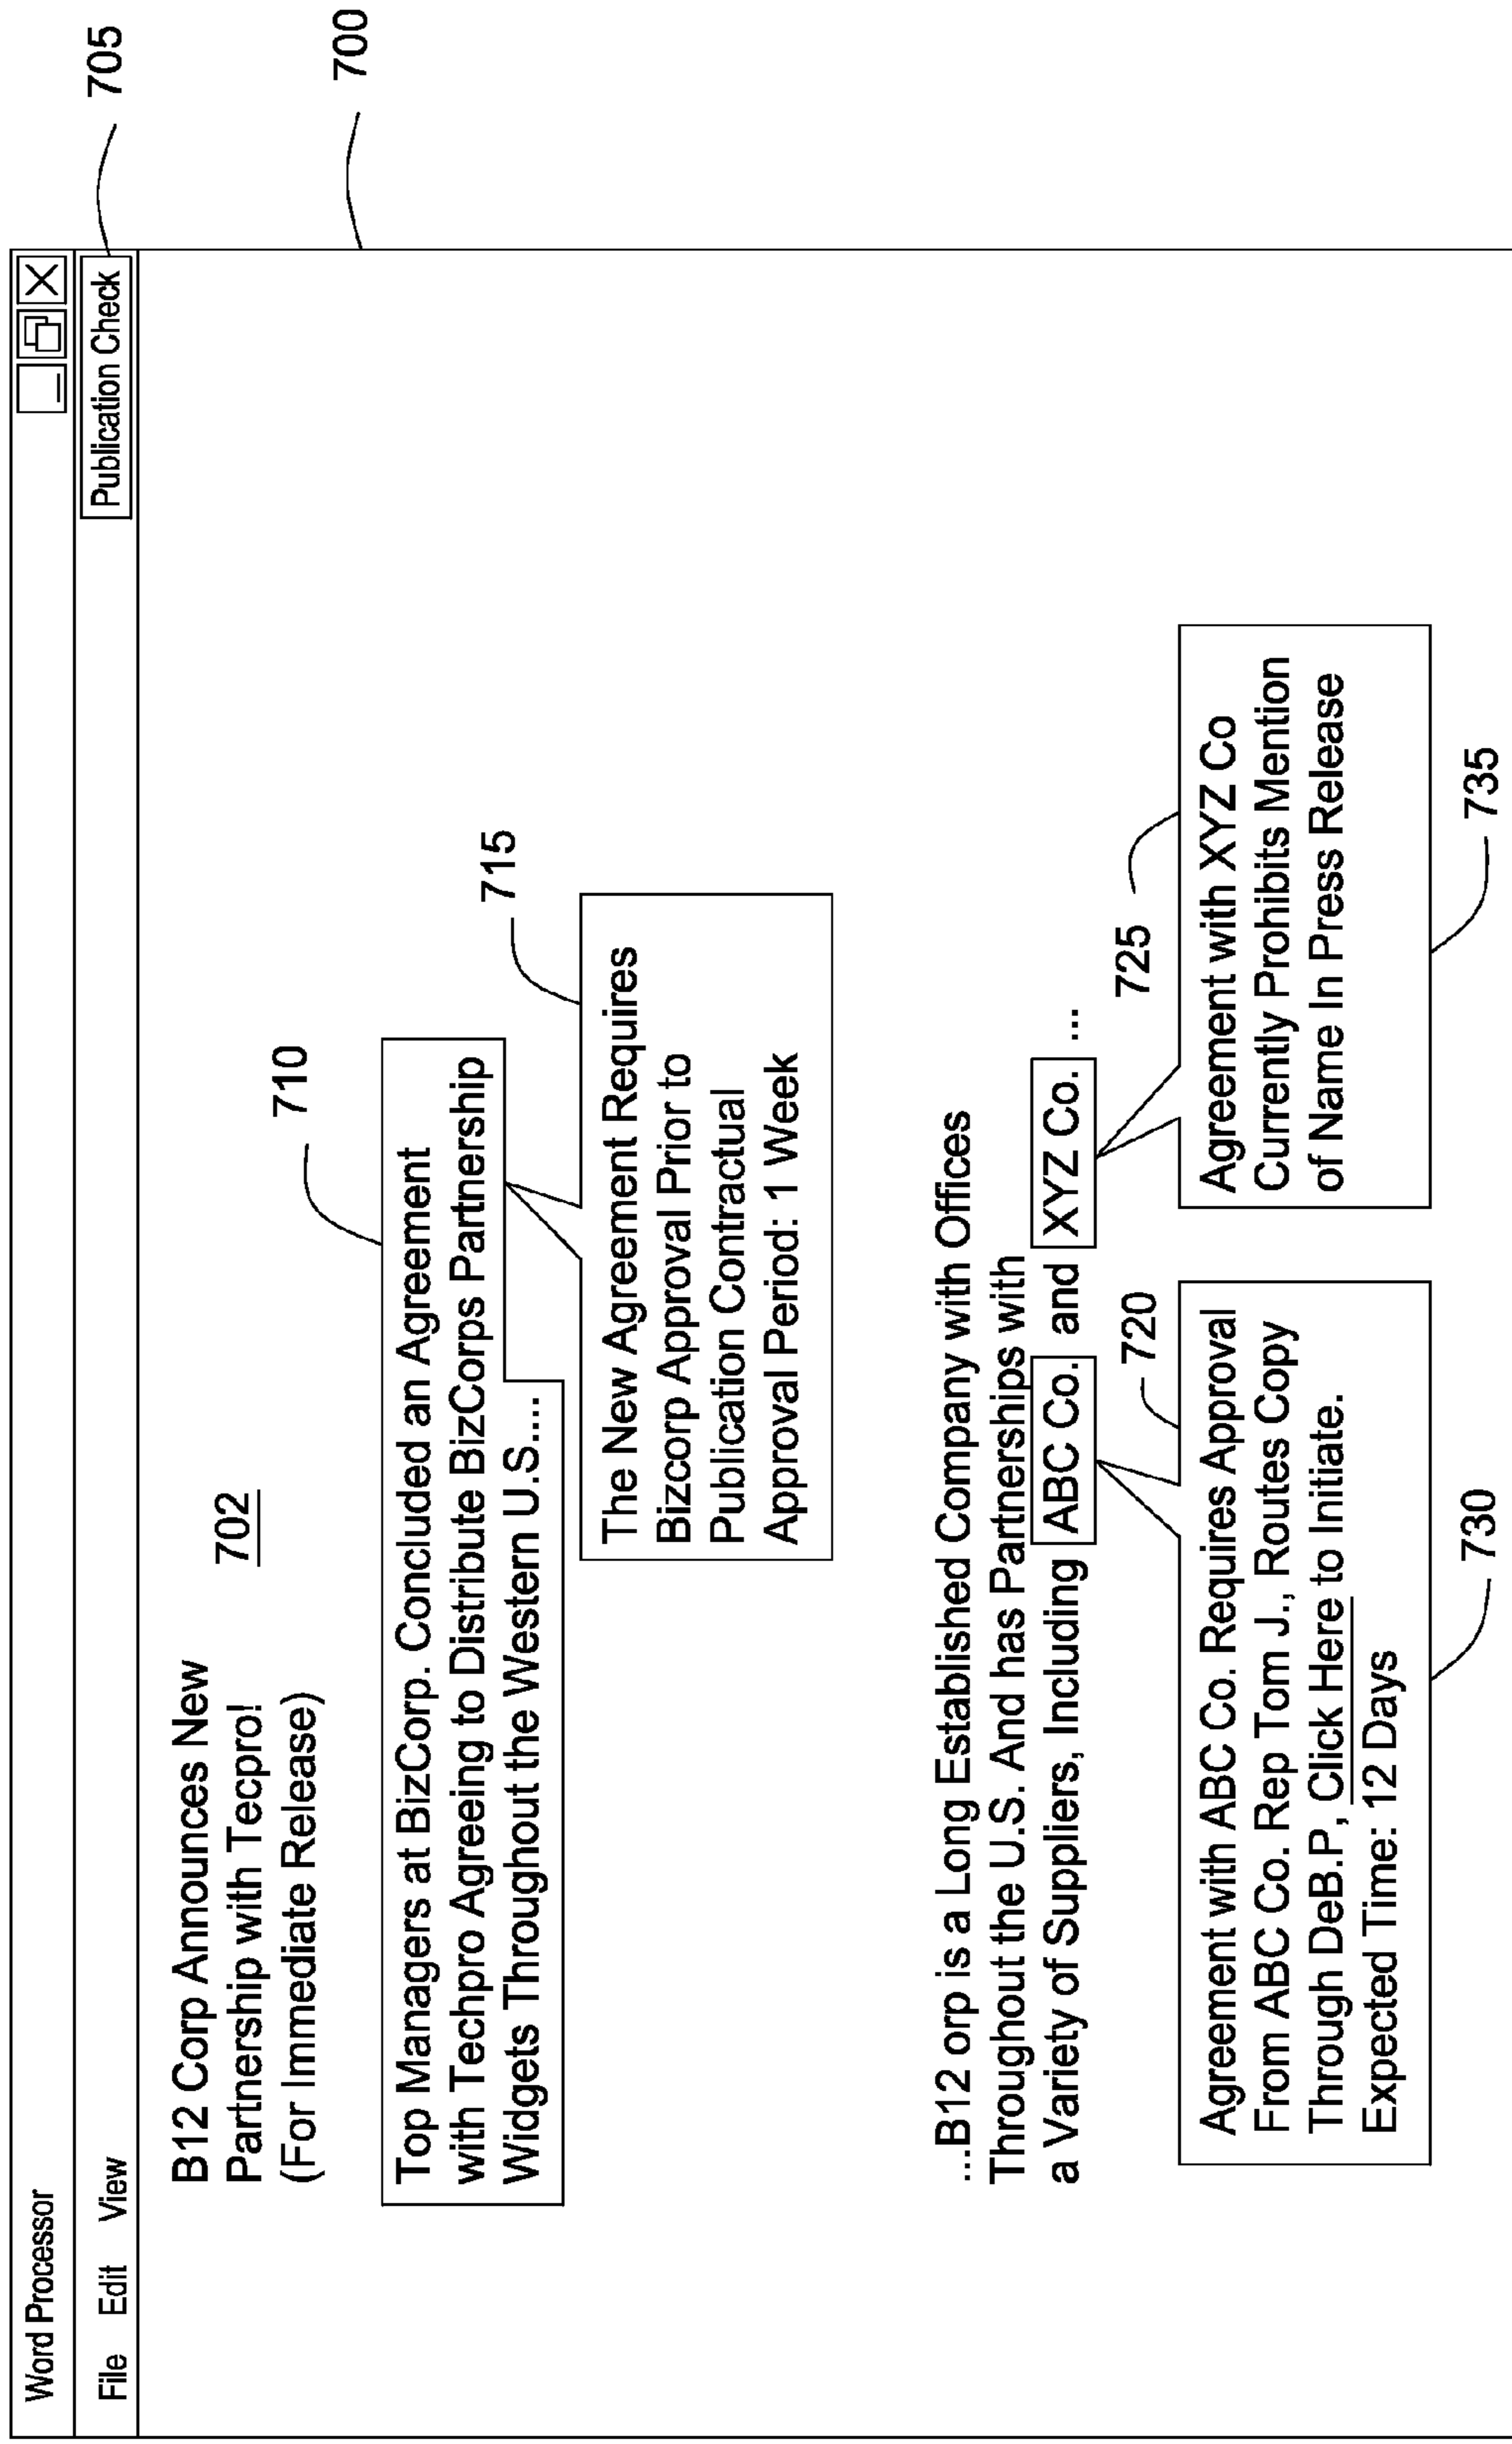 Word Processor
File Edit View Publication Check
705
700
B12 Corp Announces New
Partnership with Tecpro!
(For Immediate Release)
702
710
Top Managers at BizCorp. Concluded an Agreement
with Techpro Agreeing to Distribute BizCorps Partnership
Widgets Throughout the Western U.S....
715
The New Agreement Requires
Bizcorp Approval Prior to
Publication Contractual
Approval Period: 1 Week
...B12 orp is a Long Established Company with Offices
Throughout the U.S. And has Partnerships with
a Variety of Suppliers, Including ABC Co. and XYZ Co. ...
720
725
Agreement with ABC Co. Requires Approval
From ABC Co. Rep Tom J., Routes Copy
Through DeB.P, Click Here to Initiate.
Expected Time: 12 Days
730
Agreement with XYZ Co
Currently Prohibits Mention
of Name In Press Release
735